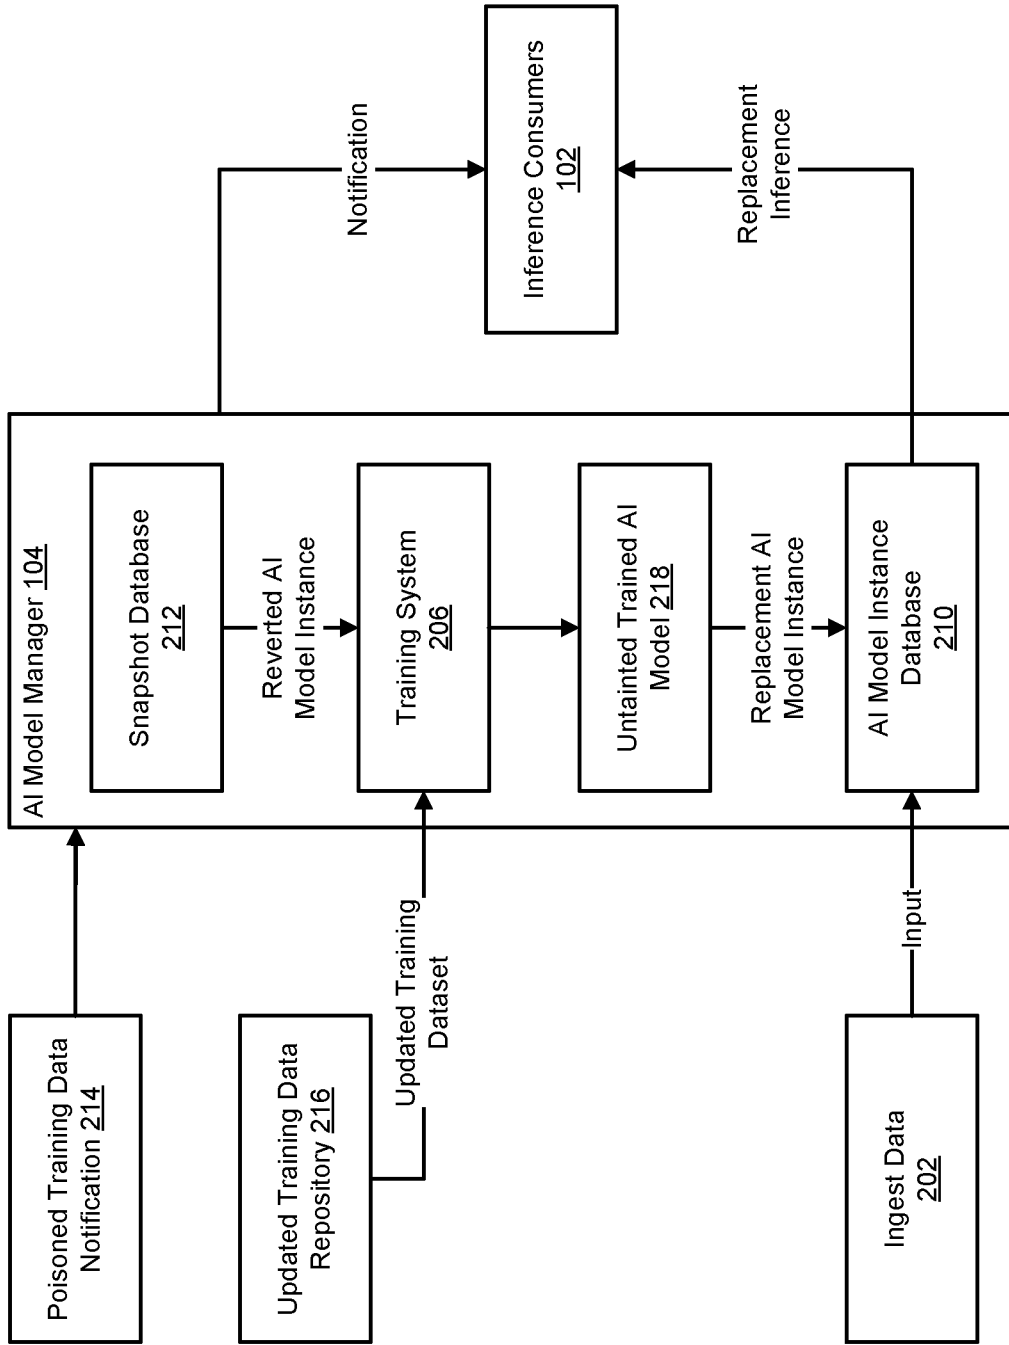 Poisoned Training Data
Notification 214
Updated Training Data
Repository 216
Ingest Data
202
Updated Training
Dataset
Input
AI Model Manager 104
Snapshot Database
212
Reverted AI
Model Instance
Training System
206
Untainted Trained AI
Model 218
Replacement AI
Model Instance
AI Model Instance
Database
210
Notification
Inference Consumers
102
Replacement
Inference